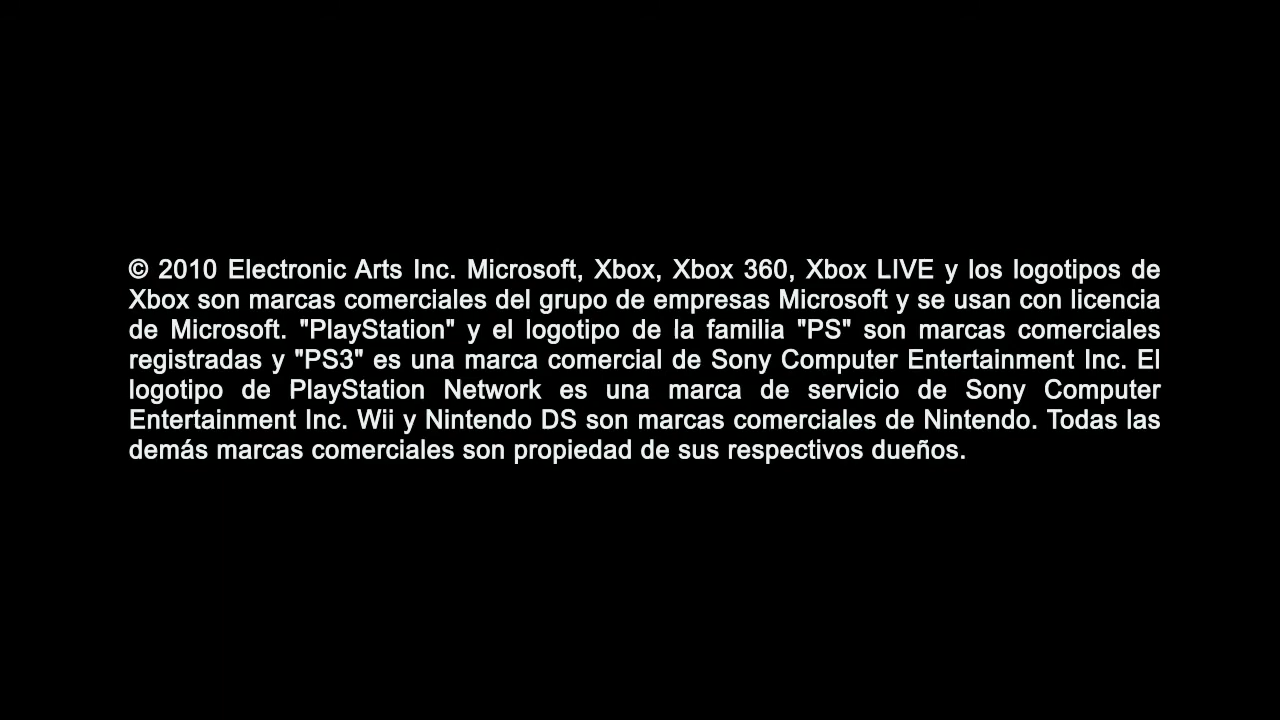 © 2010 Electronic Arts Inc. Microsoft, Xbox, Xbox 360, Xbox LIVE y los logotipos de
Xbox son marcas comerciales del grupo de empresas Microsoft y se usan con licencia
de Microsoft. "PlayStation" y el logotipo de la familia "PS" son marcas comerciales
registradas y "PS3" es una marca comercial de Sony Computer Entertainment Inc. El
logotipo de PlayStation Network es una marca de servicio de Sony Computer
Entertainment Inc. Wii y Nintendo DS son marcas comerciales de Nintendo. Todas las
demás marcas comerciales son propiedad de sus respectivos dueños.